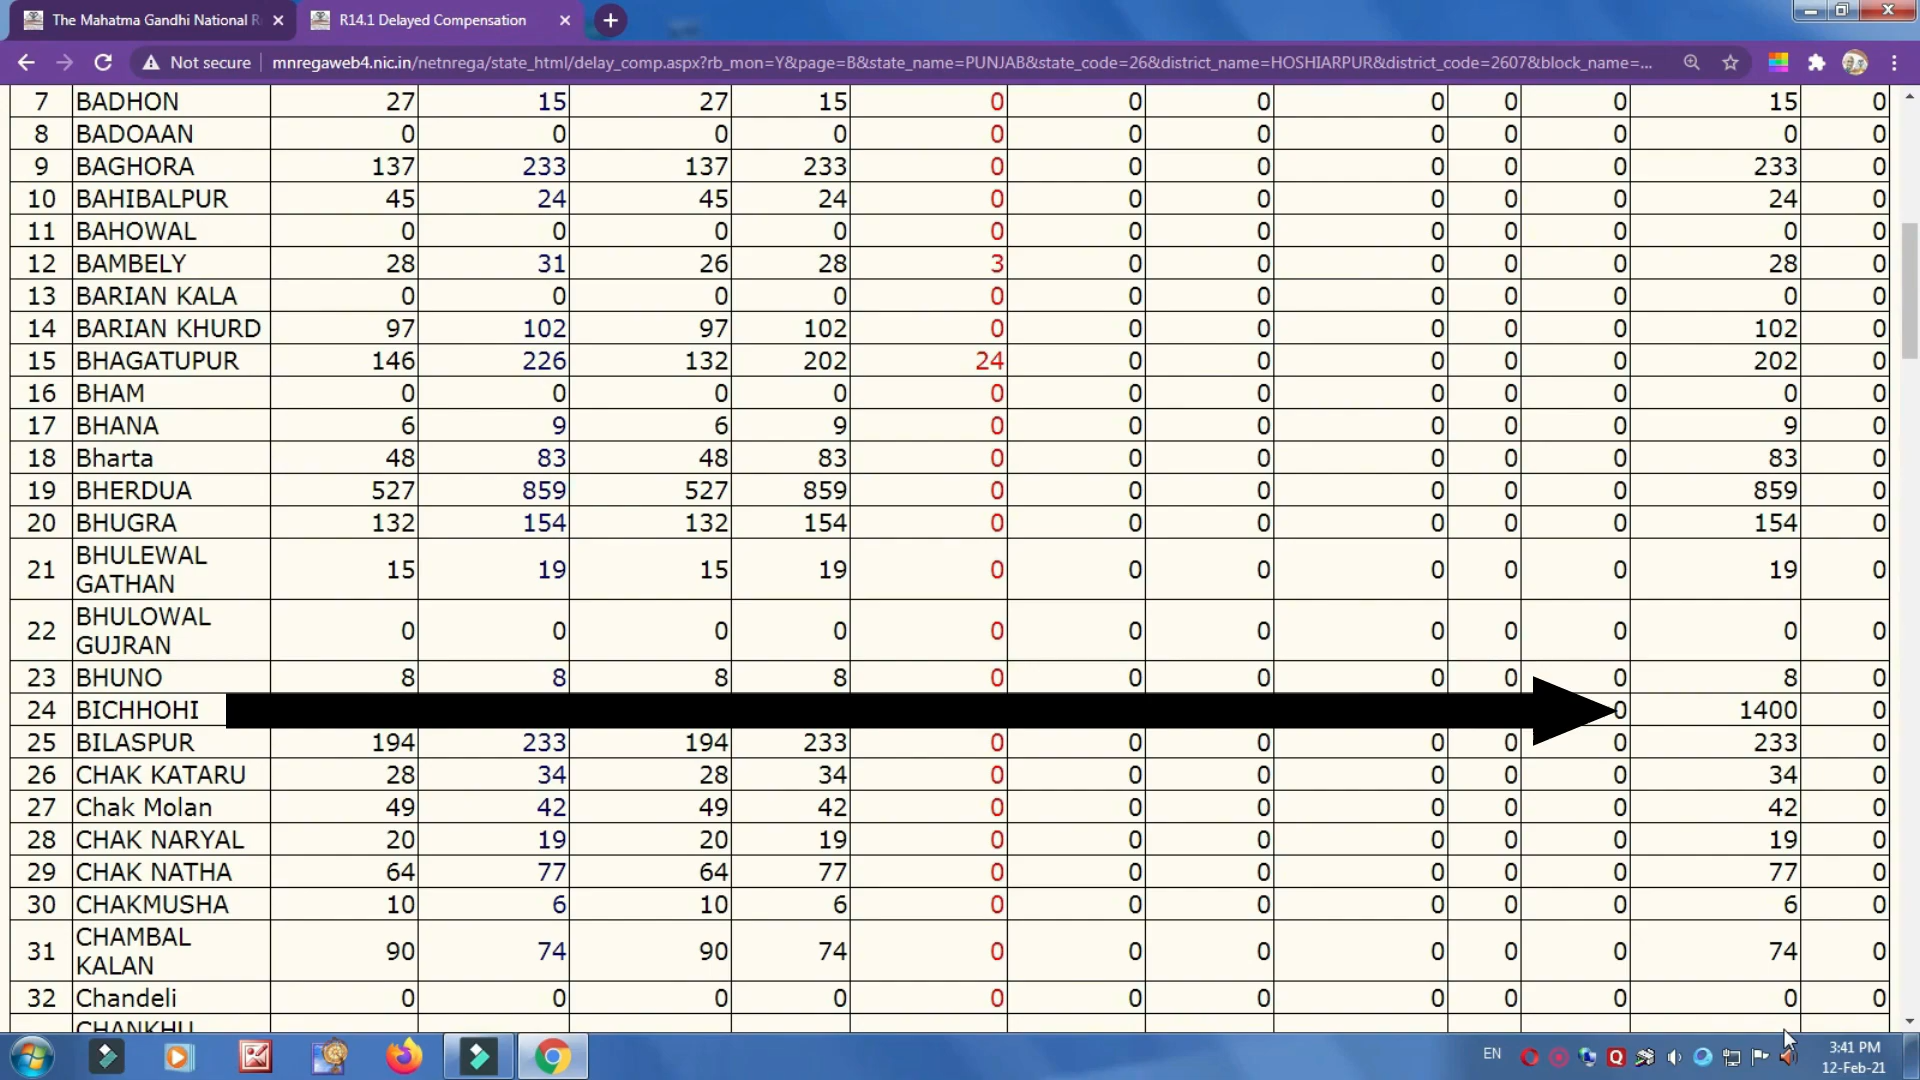 The Mahatma Gandhi National R
R14.1 Delayed Compensation
Not secure mnregaweb4.nic.in/netnrega/state_html/delay_comp.aspx?rb_mon=Y&page=B&state_name=PUNJAB&state_code=26&district_name=HOSHIARPUR&district_code=2607&block_name=...
7 BADHON 27 15 27 15 0 0 0 0 0 0 15 0
8 BADOAAN 0 0 0 0 0 0 0 0 0 0 0 0
9 BAGHORA 137 233 137 233 0 0 0 0 0 0 233 0
10 BAHIBALPUR 45 24 45 24 0 0 0 0 0 0 24 0
11 BAHOWAL 0 0 0 0 0 0 0 0 0 0 0 0
12 BAMBELY 28 31 26 28 3 0 0 0 0 0 28 0
13 BARIAN KALA 0 0 0 0 0 0 0 0 0 0 0 0
14 BARIAN KHURD 97 102 97 102 0 0 0 0 0 0 102 0
15 BHAGATUPUR 146 226 132 202 24 0 0 0 0 0 202 0
16 BHAM 0 0 0 0 0 0 0 0 0 0 0 0
17 BHANA 6 9 6 9 0 0 0 0 0 0 9 0
18 Bharta 48 83 48 83 0 0 0 0 0 0 83 0
19 BHERDUA 527 859 527 859 0 0 0 0 0 0 859 0
20 BHUGRA 132 154 132 154 0 0 0 0 0 0 154 0
21 BHULEWAL GATHAN 15 19 15 19 0 0 0 0 0 0 19 0
22 BHULOWAL GUJRAN 0 0 0 0 0 0 0 0 0 0 0 0
23 BHUNO 8 8 8 8 0 0 0 0 0 0 8 0
24 BICHHOHI 0 1400 0
25 BILASPUR 194 233 194 233 0 0 0 0 0 0 233 0
26 CHAK KATARU 28 34 28 34 0 0 0 0 0 0 34 0
27 Chak Molan 49 42 49 42 0 0 0 0 0 0 42 0
28 CHAK NARYAL 20 19 20 19 0 0 0 0 0 0 19 0
29 CHAK NATHA 64 77 64 77 0 0 0 0 0 0 77 0
30 CHAKMUSHA 10 6 10 6 0 0 0 0 0 0 6 0
31 CHAMBAL KALAN 90 74 90 74 0 0 0 0 0 0 74 0
32 Chandeli 0 0 0 0 0 0 0 0 0 0 0 0
CHANKHU
EN
3:41 PM
12-Feb-21